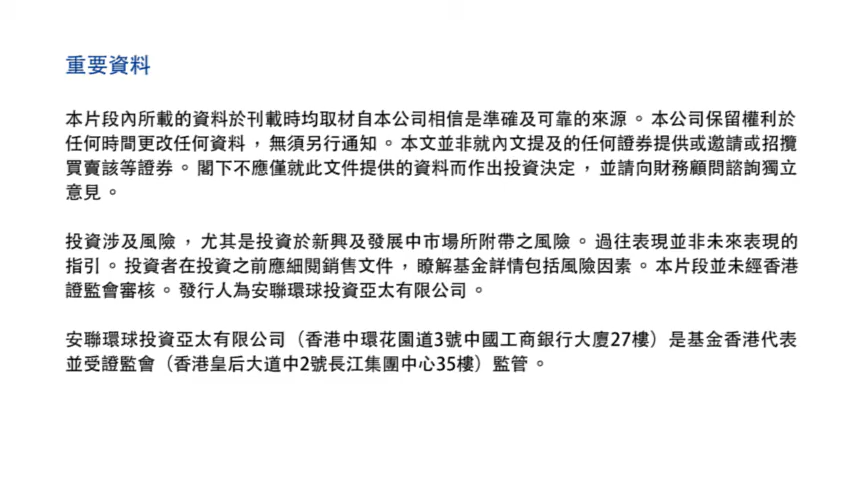 重要資料
本片段內所載的資料於刊載時均取材自本公司相信是準確及可靠的來源。本公司保留權利於
任何時間更改任何資料，無須另行通知。本文並非就內文提及的任何證券提供或邀請或招攬
買賣該等證券。閣下不應僅就此文件提供的資料而作出投資決定，並請向財務顧問諮詢獨立
意見。
投資涉及風險，尤其是投資於新興及發展中市場所附帶之風險。過往表現並非未來表現的
指引。投資者在投資之前應細閱銷售文件，瞭解基金詳情包括風險因素。本片段並未經香港
證監會審核。發行人為安聯環球投資亞太有限公司。
安聯環球投資亞太有限公司（香港中環花園道3號中國工商銀行大廈27樓）是基金香港代表
並受證監會（香港皇后大道中2號長江集團中心35樓）監管。